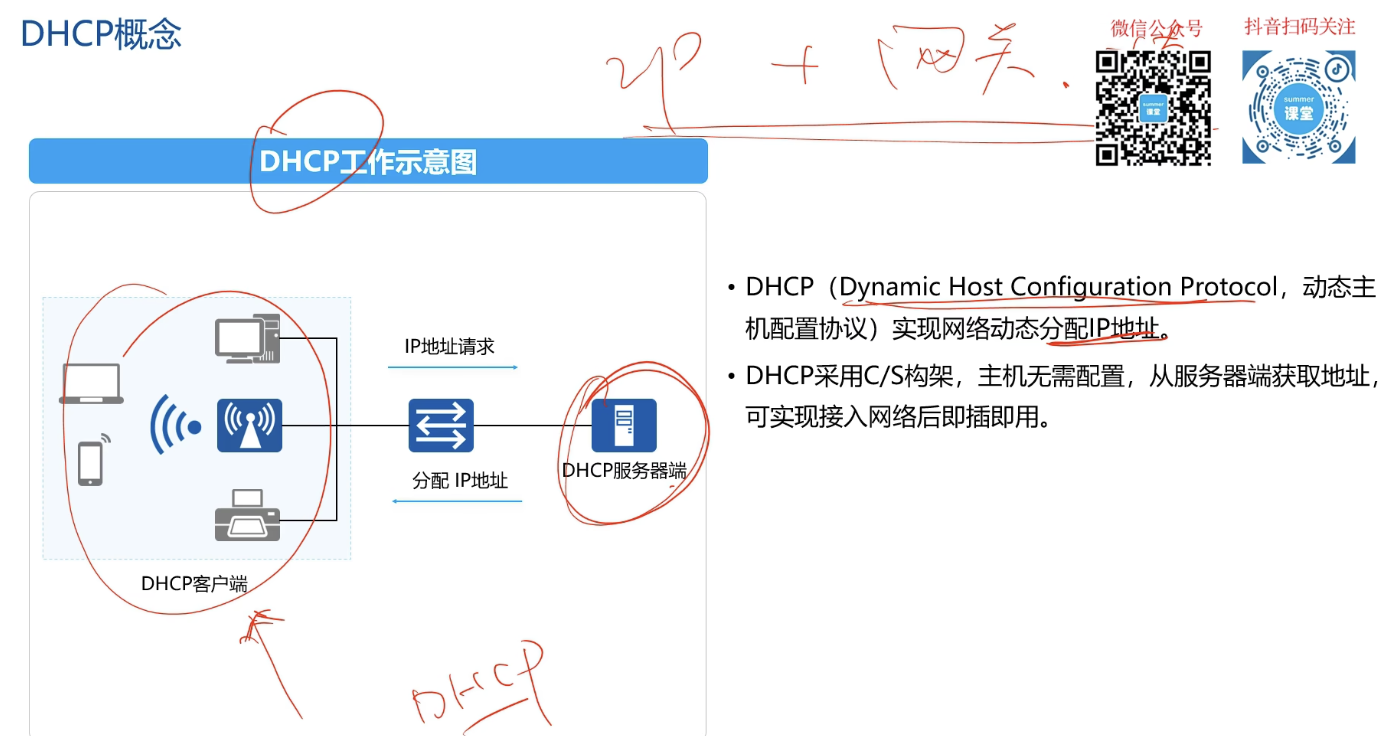 DHCP概念
IP + 网关.
微信公众号
抖音扫码关注
summer
课堂
summer
课堂
DHCP工作示意图
IP地址请求
分配 IP地址
DHCP服务器端
DHCP客户端
DHCP
• DHCP（Dynamic Host Configuration Protocol，动态主
机配置协议）实现网络动态分配IP地址。
• DHCP采用C/S构架，主机无需配置，从服务器端获取地址，
可实现接入网络后即插即用。